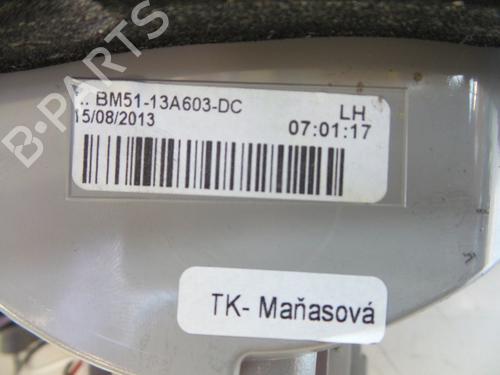 .. BM51-13A603-DC LH
15/08/2013 07:01:17
B-PARTS
TK- Maňasová